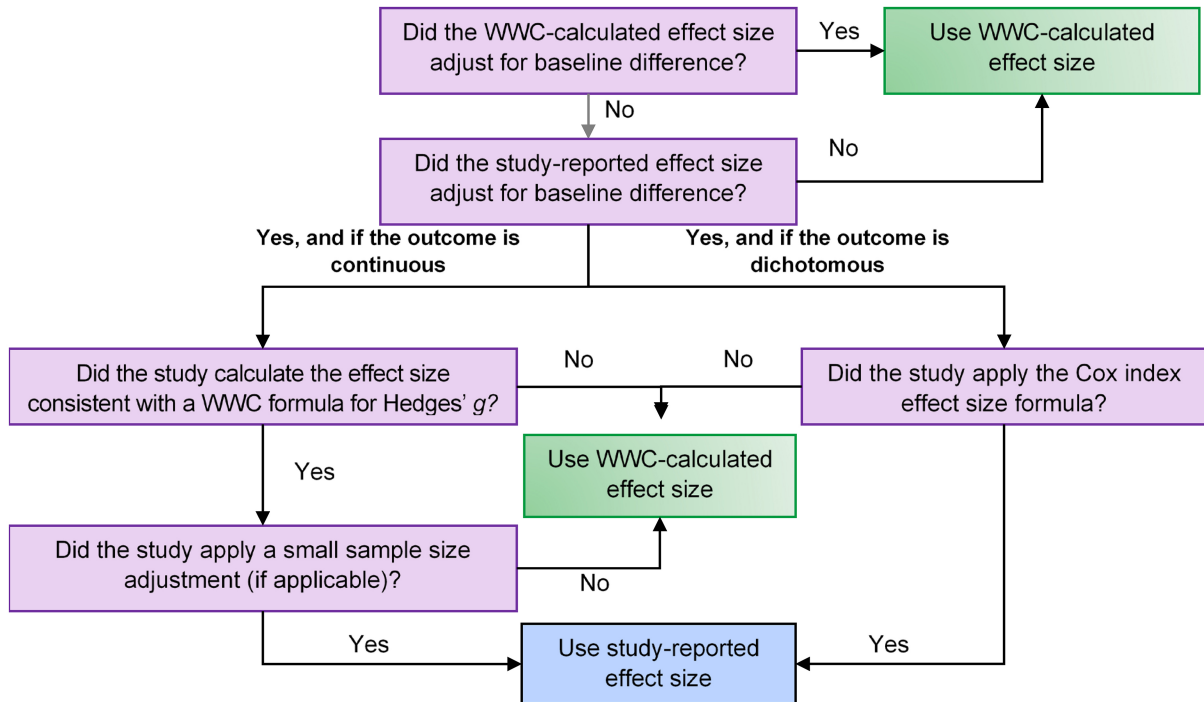 Did the WWC-calculated effect size
adjust for baseline difference?
Yes
Use WWC-calculated
effect size
No
Did the study-reported effect size
adjust for baseline difference?
No
Yes, and if the outcome is
continuous
Yes, and if the outcome is
dichotomous
Did the study calculate the effect size
consistent with a WWC formula for Hedges’ g?
No
No
Did the study apply the Cox index
effect size formula?
Yes
Use WWC-calculated
effect size
Did the study apply a small sample size
adjustment (if applicable)?
No
Yes
Use study-reported
effect size
Yes